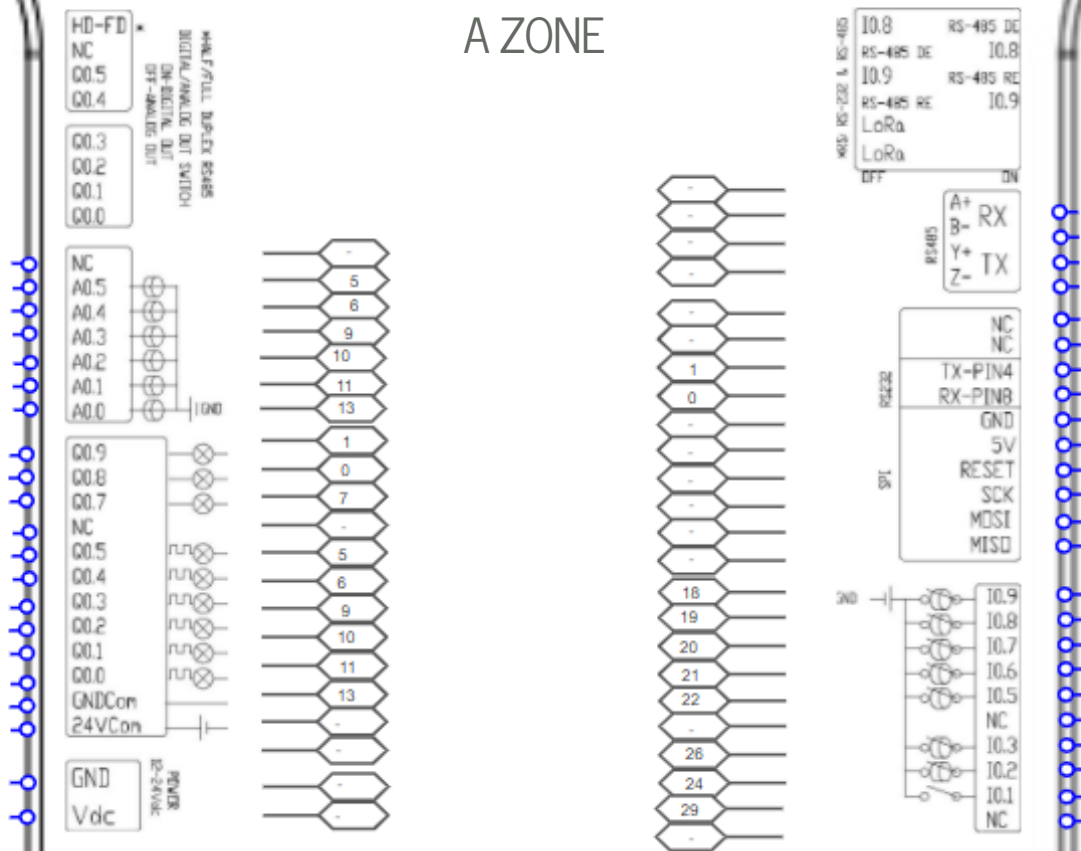 A ZONE
HD-FD *
NC
Q0.5
Q0.4
Q0.3
Q0.2
Q0.1
Q0.0
*HALF/FULL DUPLEX RS485
DIGITAL/ANALOG OUT SWITCH
ON-DIGITAL OUT
OFF-ANALOG OUT
NC
A0.5
A0.4
A0.3
A0.2
A0.1
A0.0
GND
-
5
6
9
10
11
13
Q0.9
Q0.8
Q0.7
NC
Q0.5
Q0.4
Q0.3
Q0.2
Q0.1
Q0.0
GNDCom
24VCom
1
0
7
-
5
6
9
10
11
13
-
-
GND
Vdc
POWER
12-24Vdc
-
-
I0.8 RS-485 DE
RS-485 DE I0.8
I0.9 RS-485 RE
RS-485 RE I0.9
LoRa
LoRa
OFF ON
RS-232 & RS-485
-
-
-
-
RS485
A+
B- RX
Y+
Z- TX
-
-
1
0
-
-
-
-
-
-
NC
NC
RS232
TX-PIN4
RX-PIN8
SPI
GND
5V
RESET
SCK
MOSI
MISO
18
19
20
21
22
-
26
24
29
-
GND
I0.9
I0.8
I0.7
I0.6
I0.5
NC
I0.3
I0.2
I0.1
NC